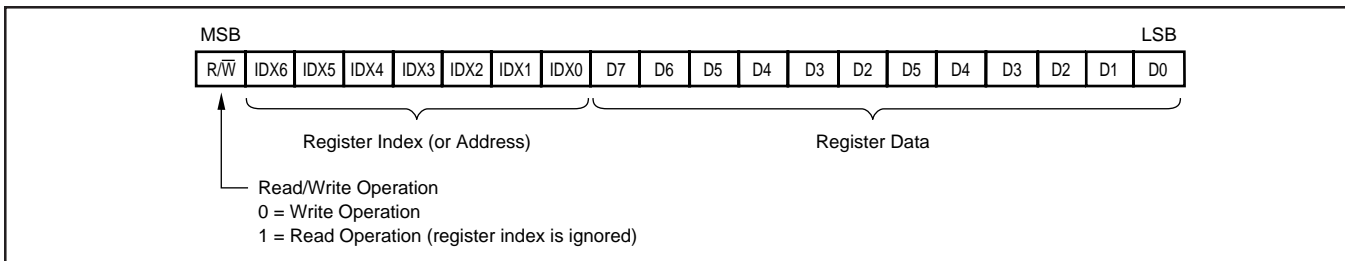 MSB LSB
R/W̅ IDX6 IDX5 IDX4 IDX3 IDX2 IDX1 IDX0 D7 D6 D5 D4 D3 D2 D5 D4 D3 D2 D1 D0
Register Index (or Address) Register Data
Read/Write Operation
0 = Write Operation
1 = Read Operation (register index is ignored)